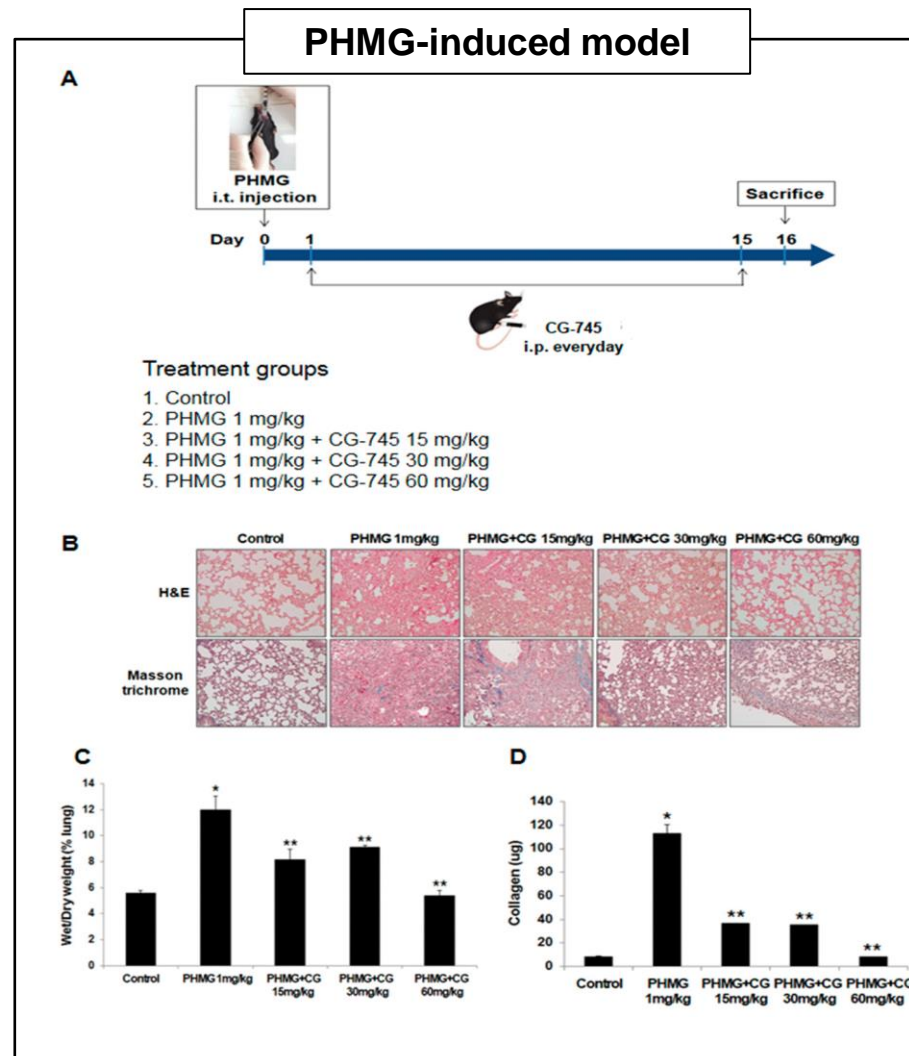 PHMG-induced model
A
PHMG
i.t. injection
Sacrifice
Day 0 1 15 16
CG-745
i.p. everyday
Treatment groups
1. Control
2. PHMG 1 mg/kg
3. PHMG 1 mg/kg + CG-745 15 mg/kg
4. PHMG 1 mg/kg + CG-745 30 mg/kg
5. PHMG 1 mg/kg + CG-745 60 mg/kg
B
Control PHMG 1mg/kg PHMG+CG 15mg/kg PHMG+CG 30mg/kg PHMG+CG 60mg/kg
H&E
Masson
trichrome
C
Wet/Dry weight (% lung)
14
12
10
8
6
4
2
0
*
**
**
**
Control PHMG 1mg/kg PHMG+CG PHMG+CG PHMG+CG
15mg/kg 30mg/kg 60mg/kg
D
Collagen (ug)
140
120
100
80
60
40
20
0
*
**
**
**
Control PHMG PHMG+CG PHMG+CG PHMG+CG
1mg/kg 15mg/kg 30mg/kg 60mg/kg